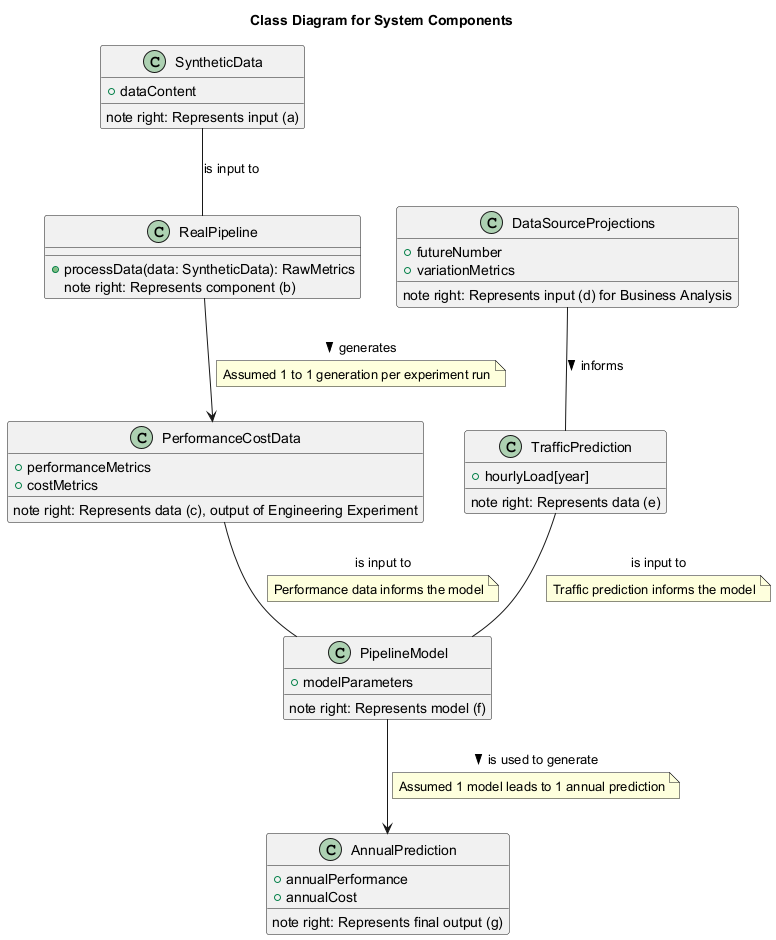 Class Diagram for System Components
C SyntheticData
dataContent
note right: Represents input (a)
is input to
C RealPipeline
processData(data: SyntheticData): RawMetrics
note right: Represents component (b)
C DataSourceProjections
futureNumber
variationMetrics
note right: Represents input (d) for Business Analysis
generates
Assumed 1 to 1 generation per experiment run
informs
C PerformanceCostData
performanceMetrics
costMetrics
note right: Represents data (c), output of Engineering Experiment
C TrafficPrediction
hourlyLoad[year]
note right: Represents data (e)
is input to
Performance data informs the model
is input to
Traffic prediction informs the model
C PipelineModel
modelParameters
note right: Represents model (f)
is used to generate
Assumed 1 model leads to 1 annual prediction
C AnnualPrediction
annualPerformance
annualCost
note right: Represents final output (g)